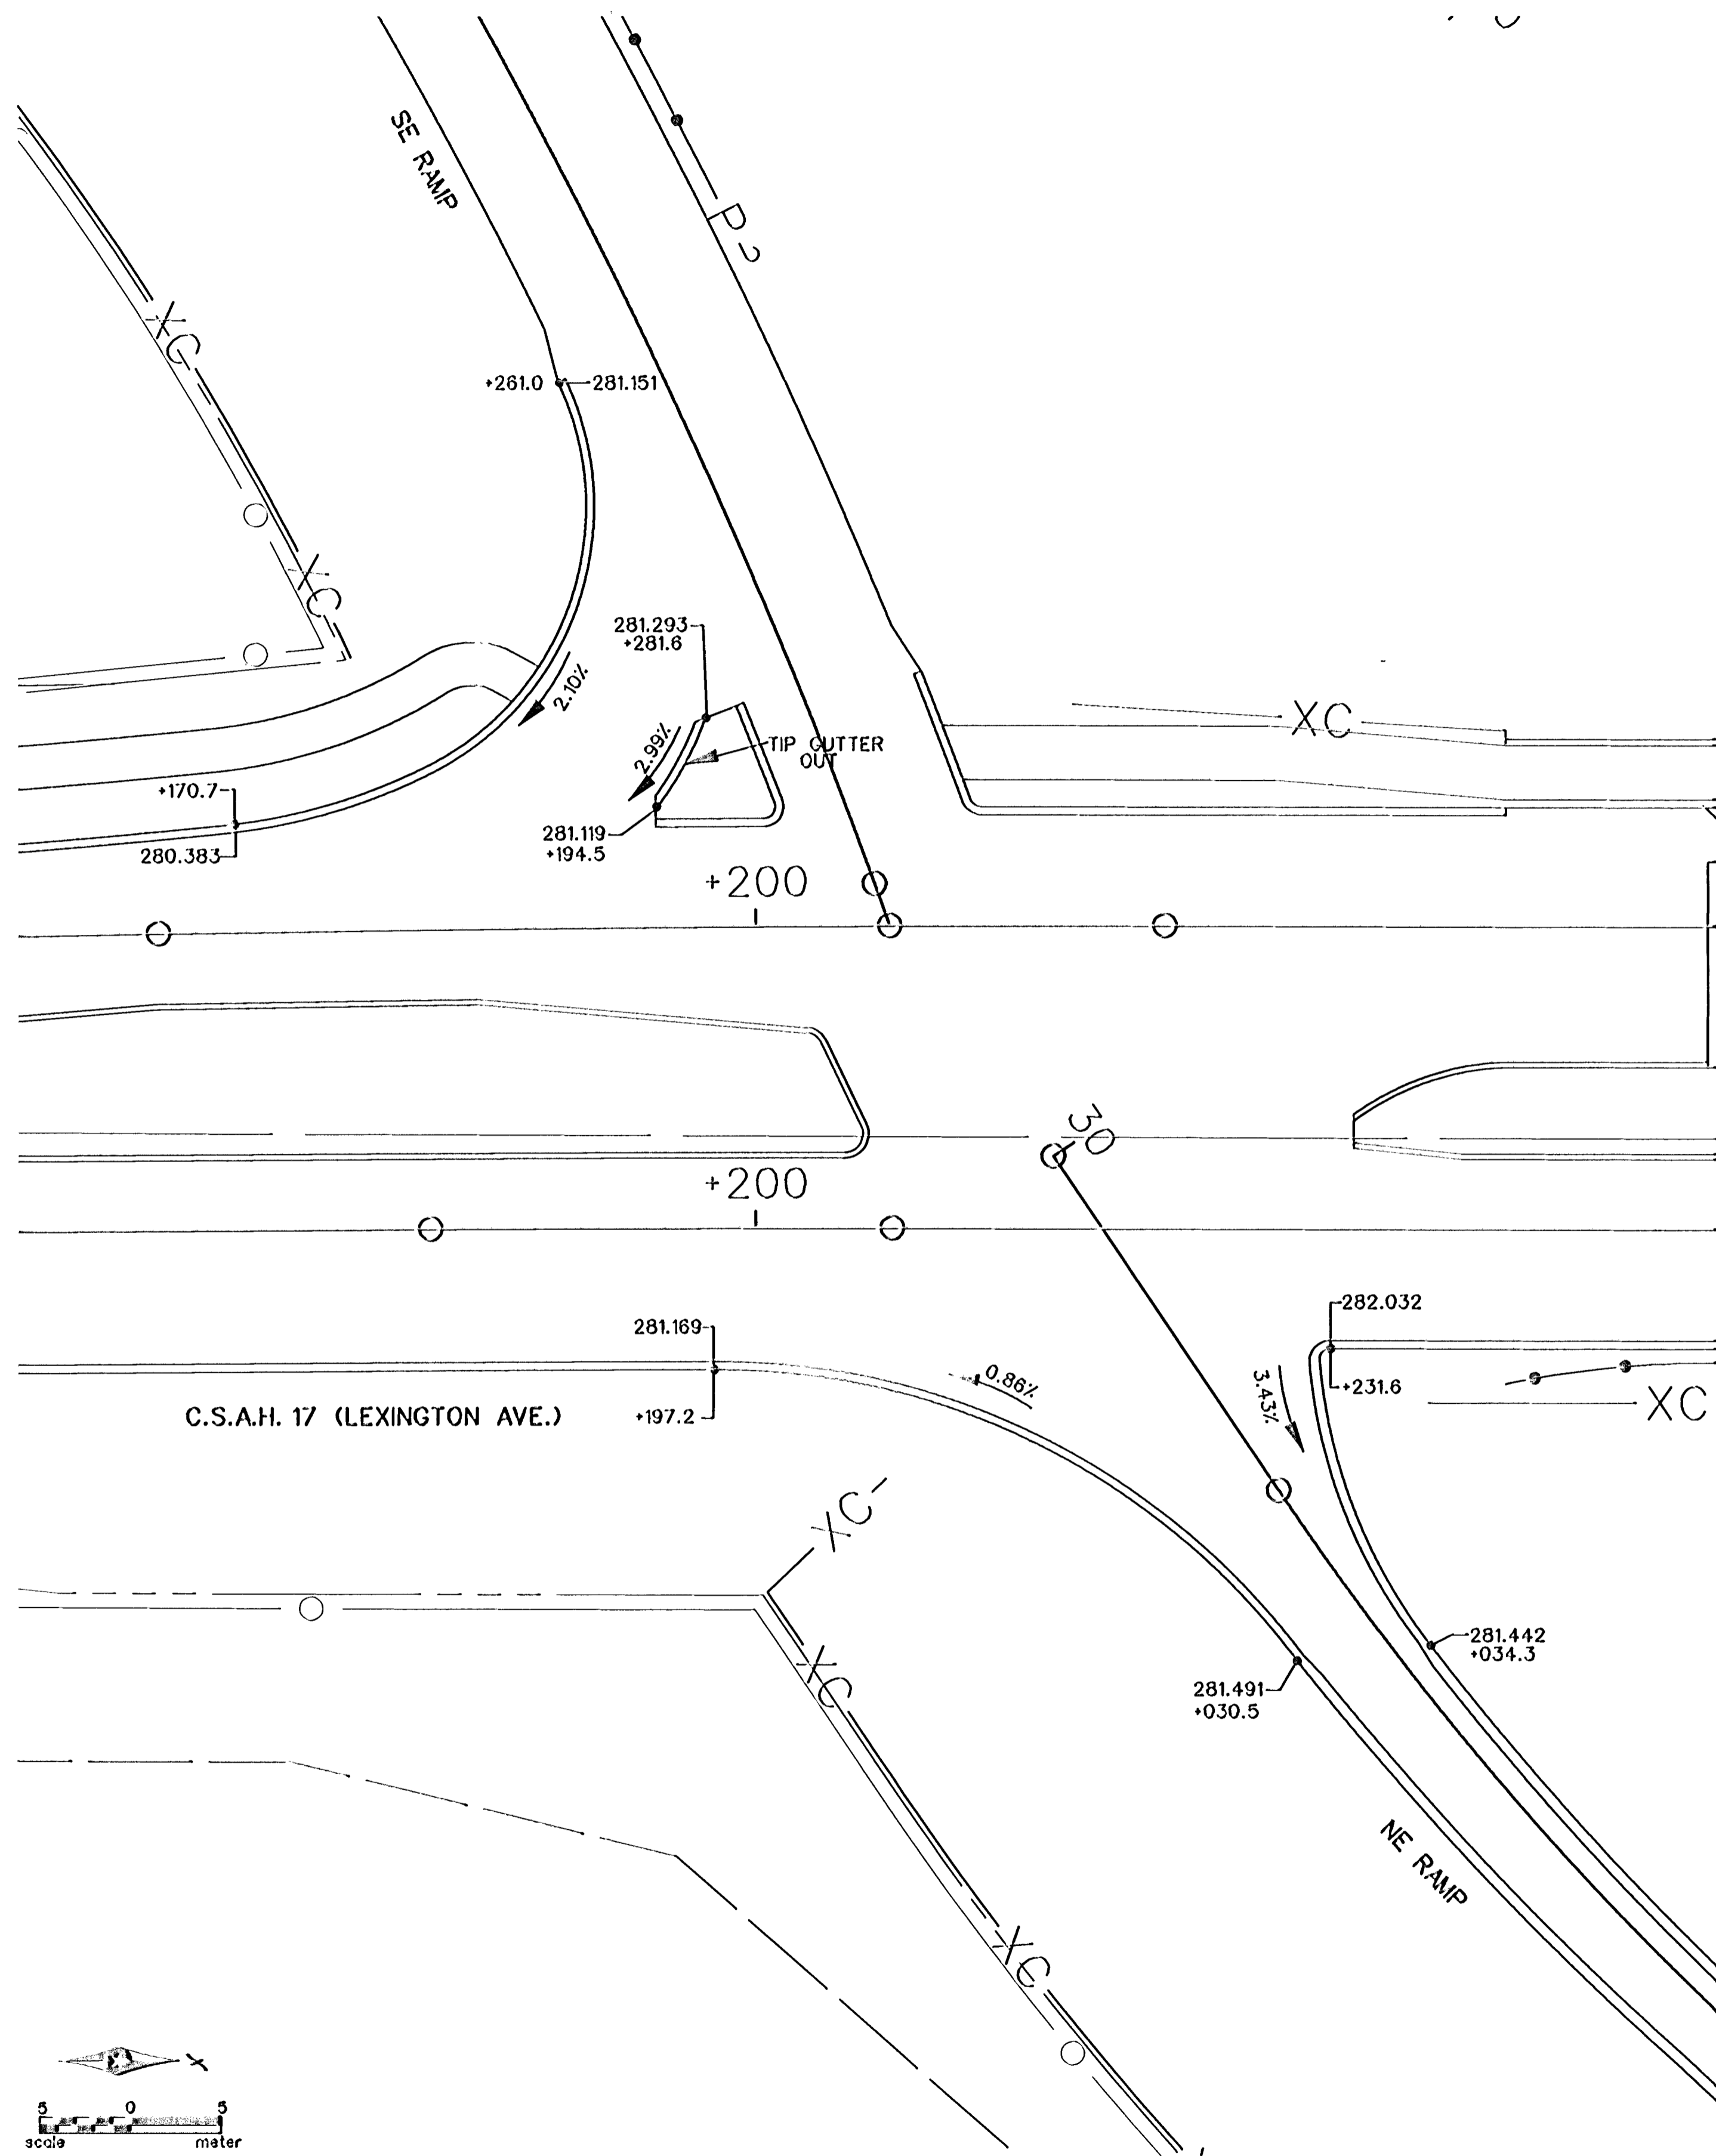 SE RAMP
P
XC
+261.0
281.151
XC
281.293
+281.6
2.10%
2.99%
TIP GUTTER
OUT
XC
+170.7
280.383
281.119
+194.5
+200
30
+200
281.169
+197.2
0.86%
3.43%
282.032
+231.6
XC
C.S.A.H. 17 (LEXINGTON AVE.)
XC
XC
281.442
+034.3
281.491
+030.5
NE RAMP
XC
5 0 5
scale meter